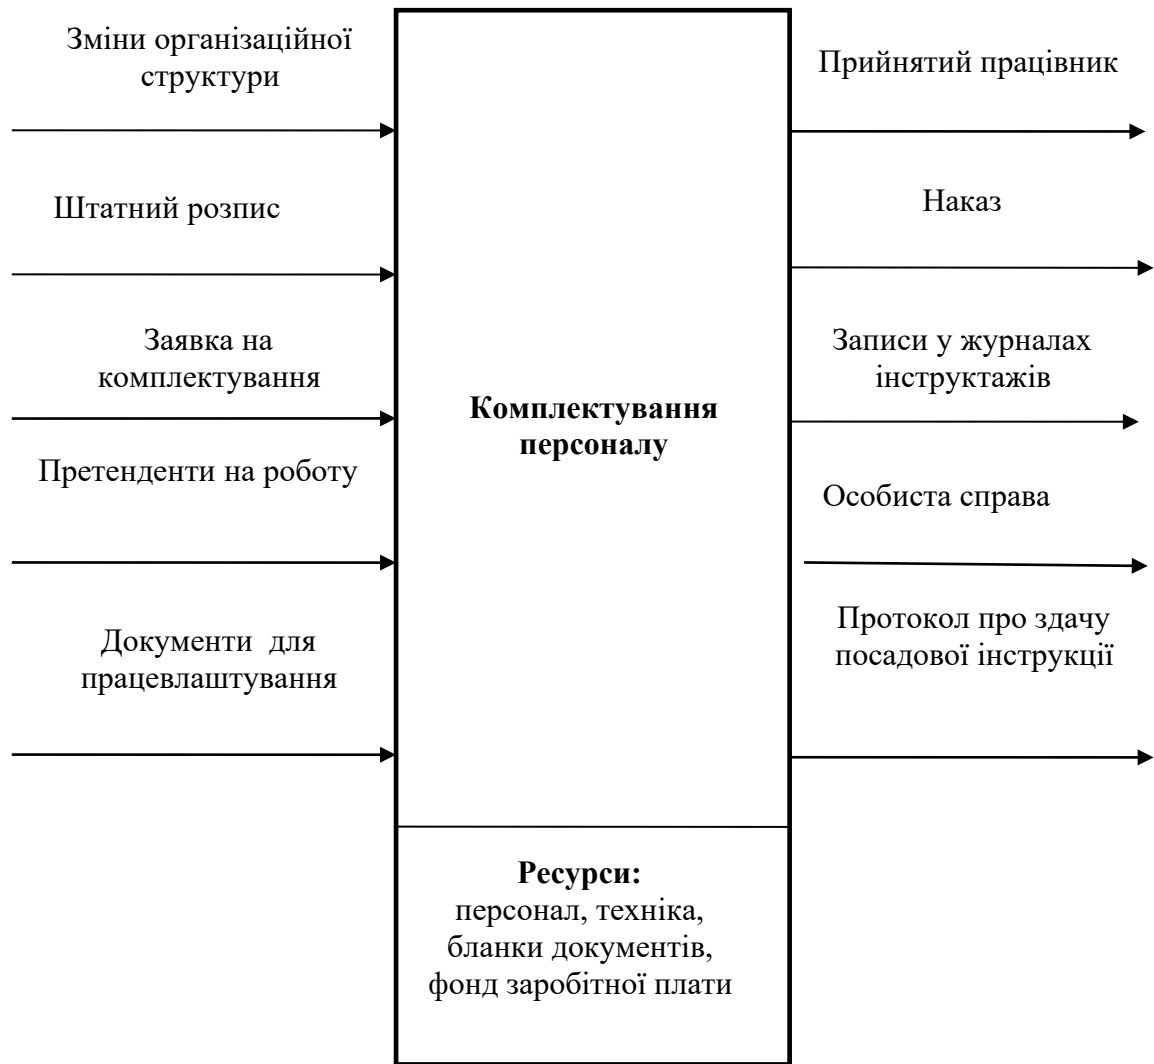 Зміни організаційної
структури
Штатний розпис
Заявка на
комплектування
Претенденти на роботу
Документи для
працевлаштування
Комплектування
персоналу
Ресурси:
персонал, техніка,
бланки документів,
фонд заробітної плати
Прийнятий працівник
Наказ
Записи у журналах
інструктажів
Особиста справа
Протокол про здачу
посадової інструкції